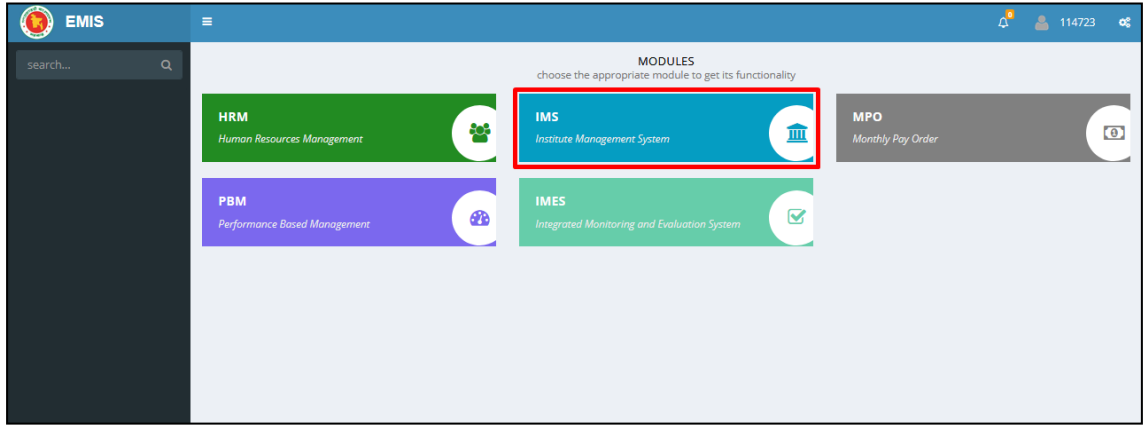 EMIS
0
114723
search...
MODULES
choose the appropriate module to get its functionality
HRM
Human Resources Management
IMS
Institute Management System
MPO
Monthly Pay Order
PBM
Performance Based Management
IMES
Integrated Monitoring and Evaluation System